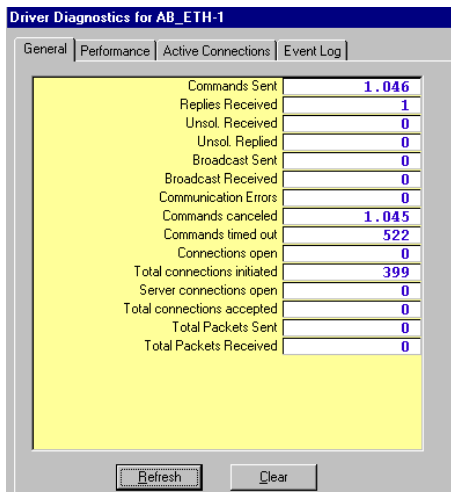 Driver Diagnostics for AB_ETH-1
General Performance Active Connections Event Log
Commands Sent 1.046
Replies Received 1
Unsol. Received 0
Unsol. Replied 0
Broadcast Sent 0
Broadcast Received 0
Communication Errors 0
Commands canceled 1.045
Commands timed out 522
Connections open 0
Total connections initiated 399
Server connections open 0
Total connections accepted 0
Total Packets Sent 0
Total Packets Received 0
Refresh Clear